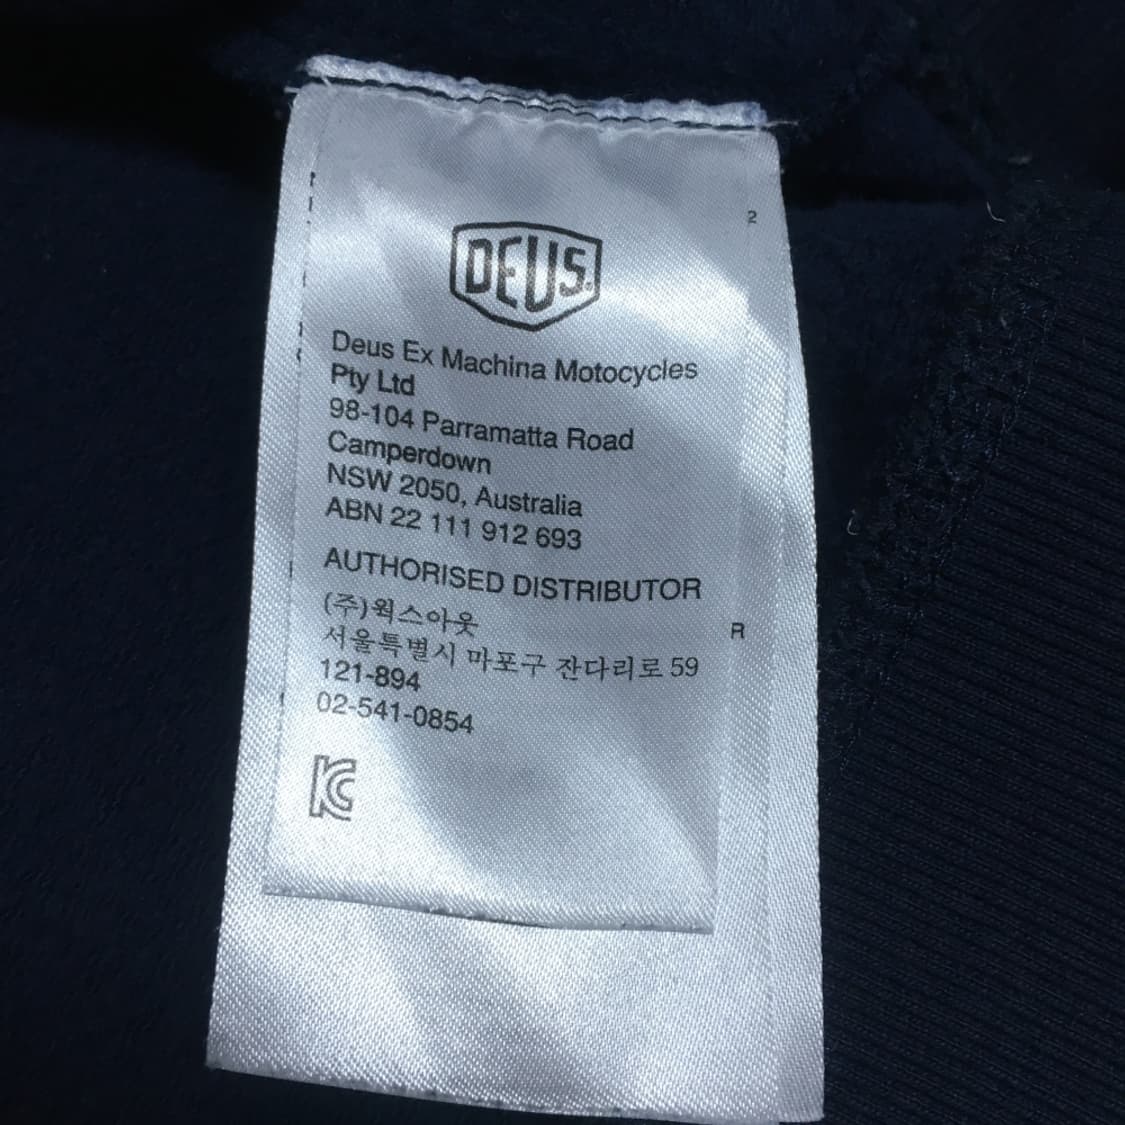 DEUS.
2
Deus Ex Machina Motocycles
Pty Ltd
98-104 Parramatta Road
Camperdown
NSW 2050, Australia
ABN 22 111 912 693
AUTHORISED DISTRIBUTOR
(주)웍스아웃
R
서울특별시 마포구 잔다리로 59
121-894
02-541-0854
KC